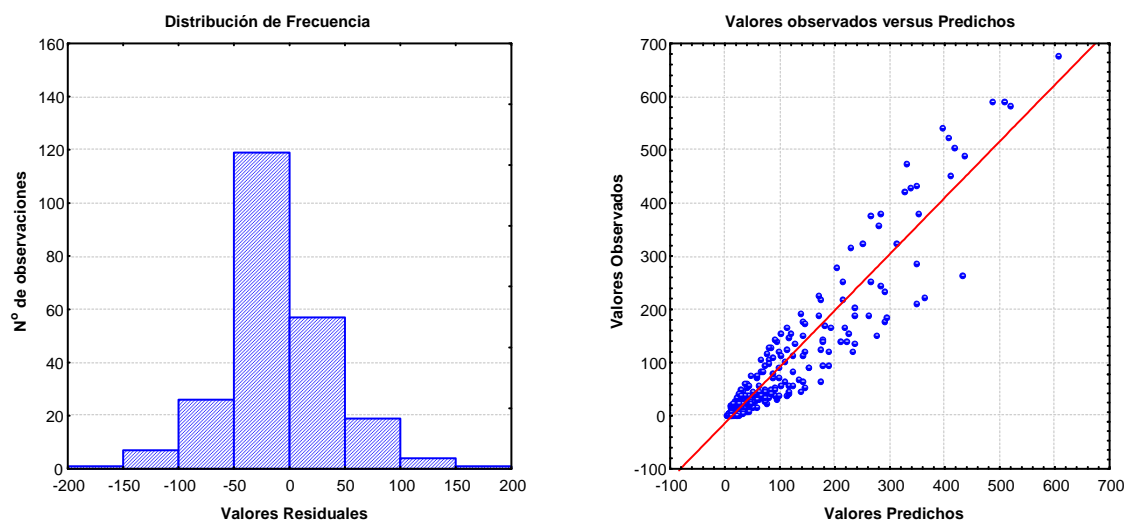 Distribución de Frecuencia
160
140
120
100
80
60
40
20
0
Nº de observaciones
-200 -150 -100 -50 0 50 100 150 200
Valores Residuales
Valores observados versus Predichos
700
600
500
400
300
200
100
0
-100
Valores Observados
-100 0 100 200 300 400 500 600 700
Valores Predichos